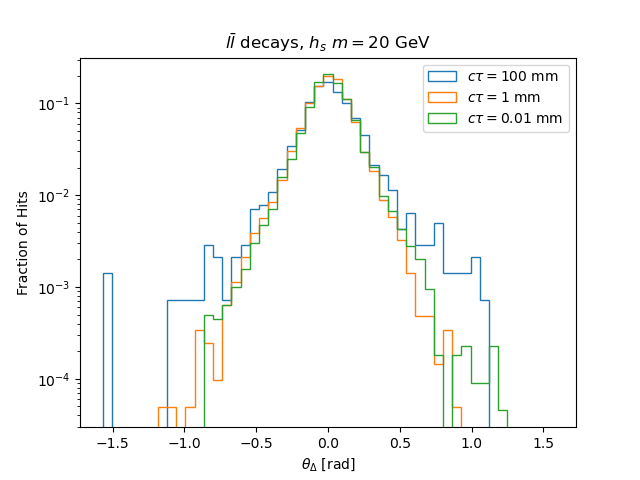 l̄l̄ decays, hₛ m = 20 GeV
cτ = 100 mm
cτ = 1 mm
cτ = 0.01 mm
Fraction of Hits
10⁻¹
10⁻²
10⁻³
10⁻⁴
−1.5 −1.0 −0.5 0.0 0.5 1.0 1.5
θ_Δ [rad]